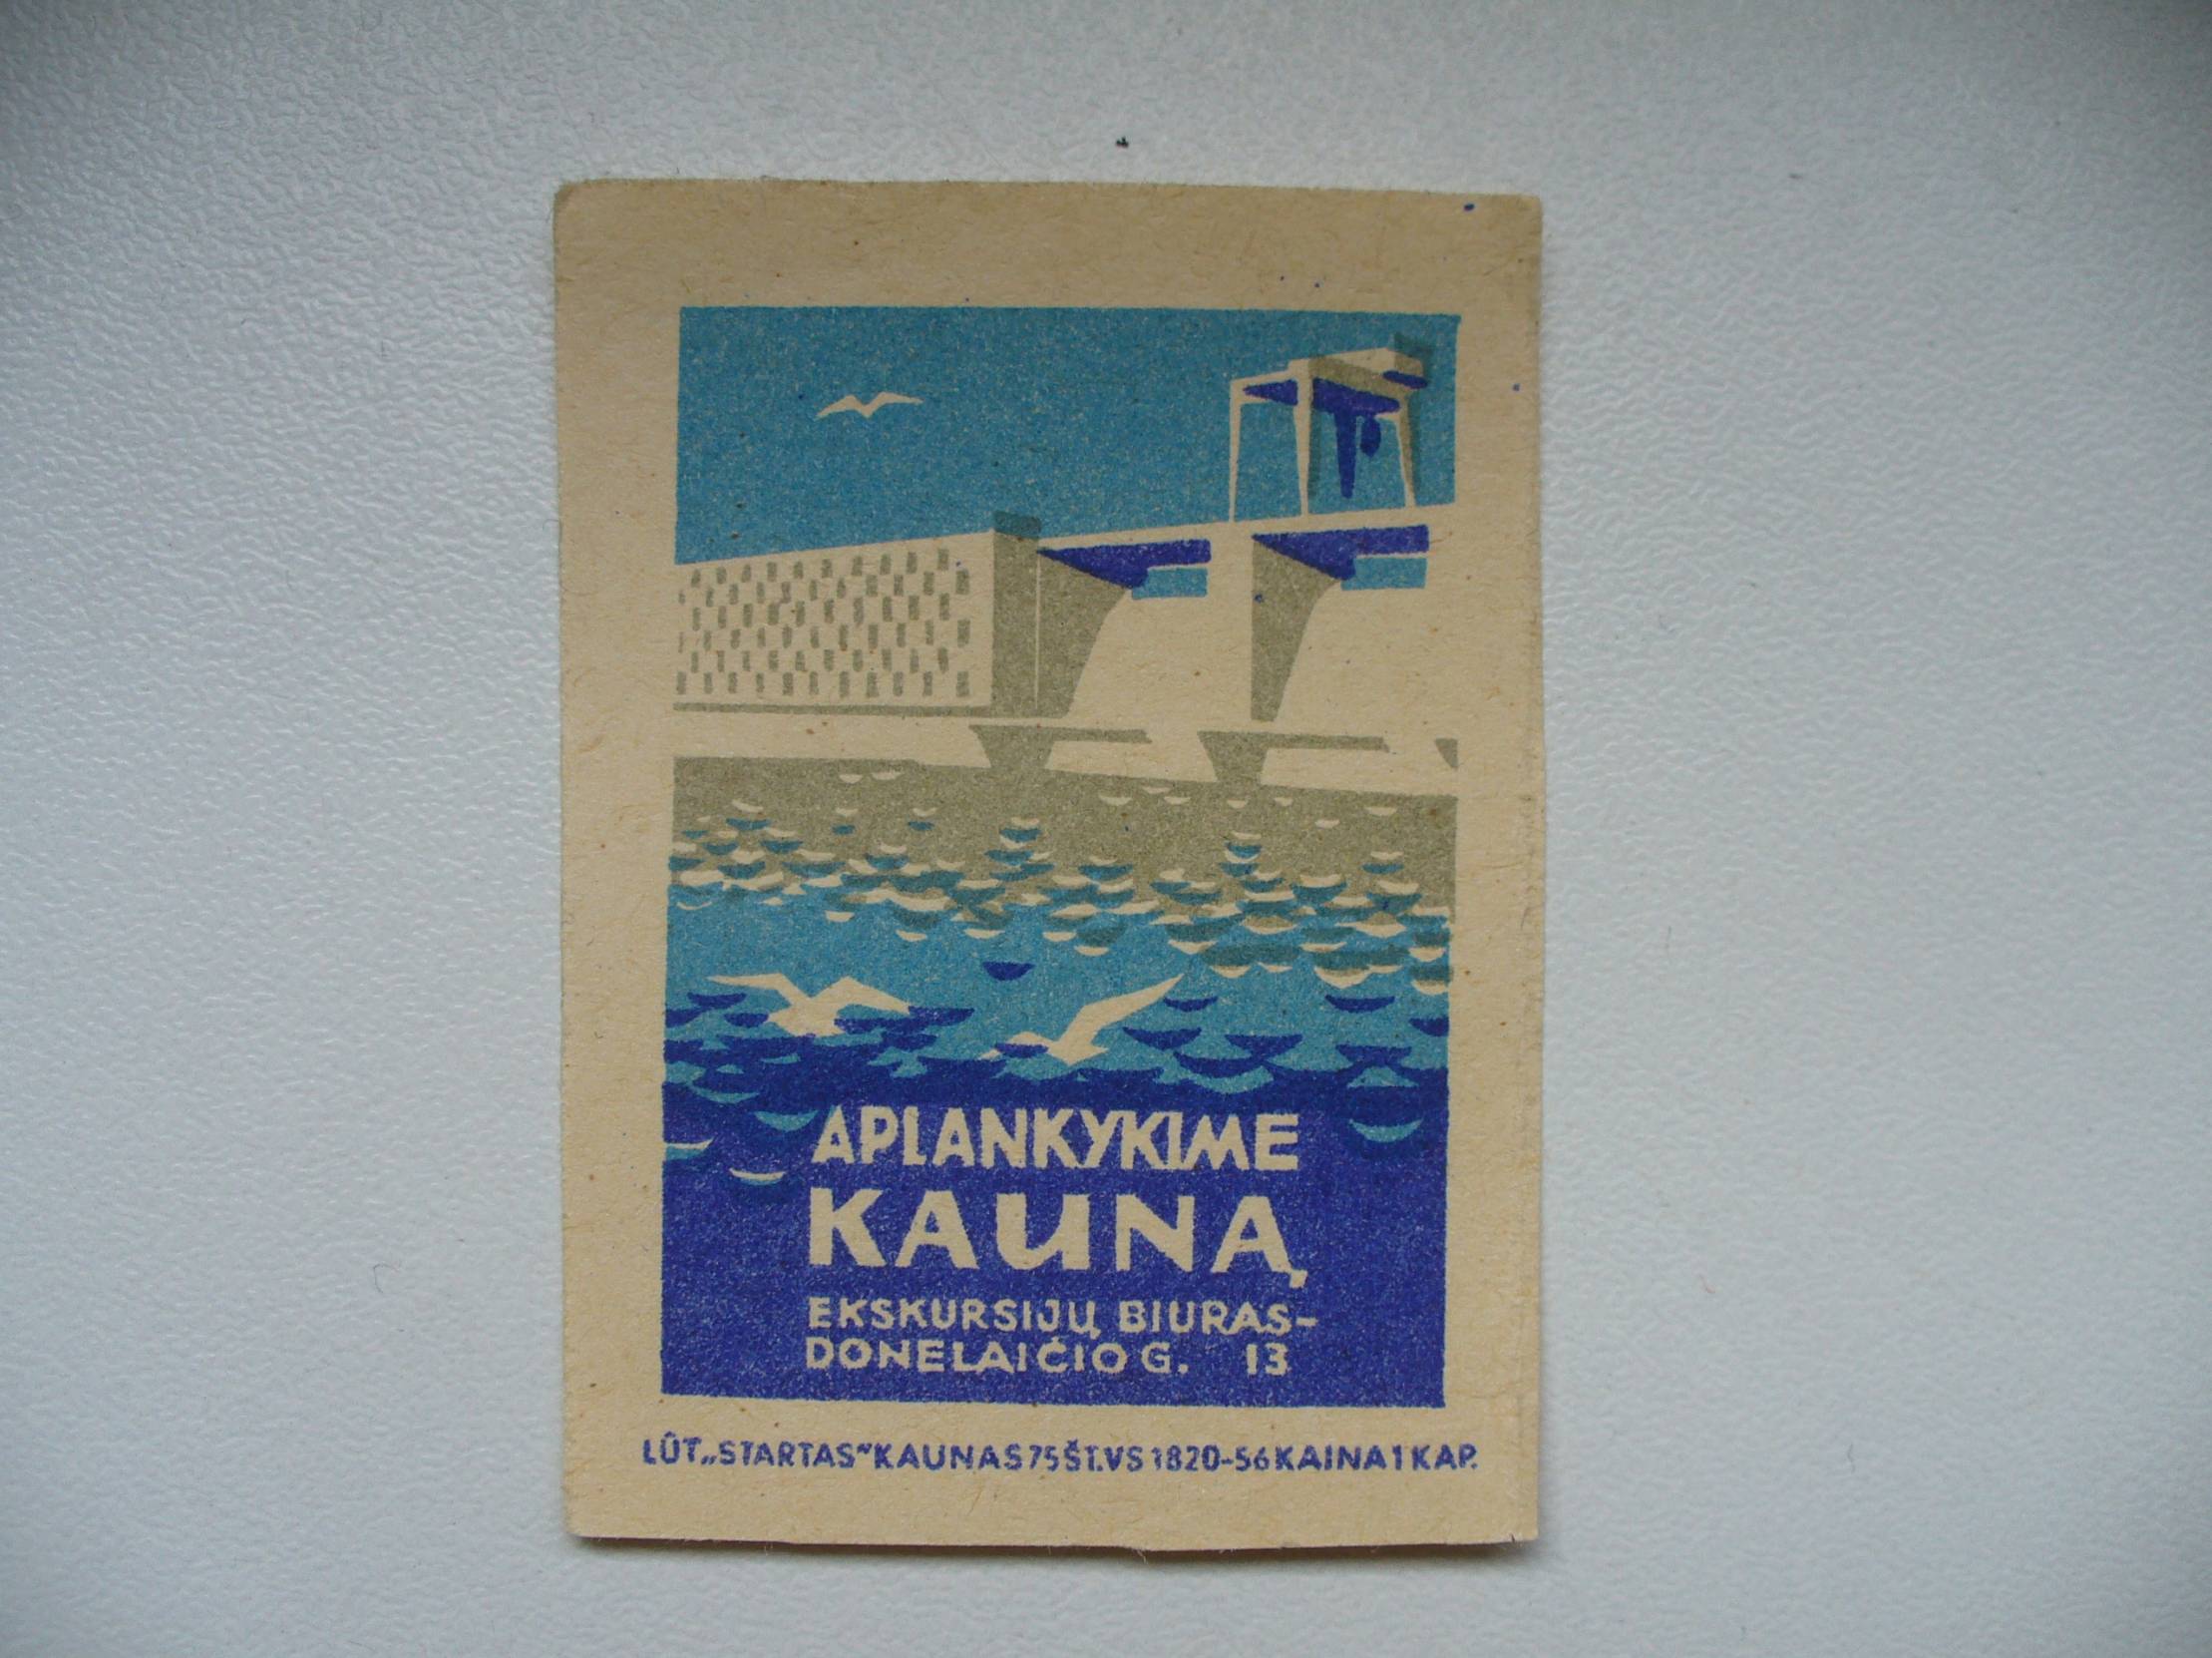 APLANKYKIME
KAUNĄ
EKSKURSIJŲ BIURAS-
DONELAIČIO G. 13
LŪT. „STARTAS" KAUNAS 75 ŠT. VS 1820-56 KAINA 1 KAP.